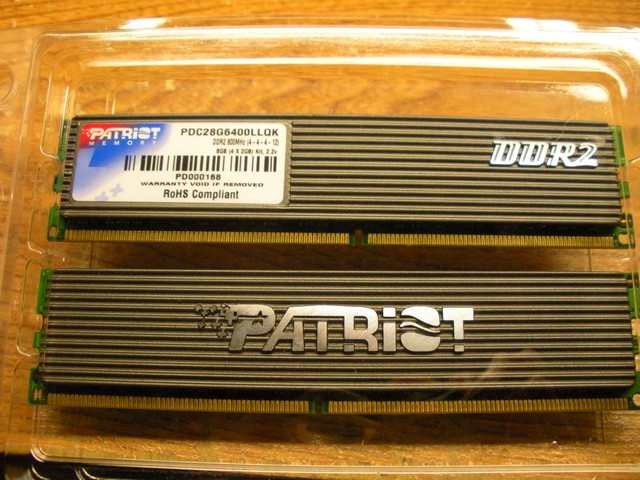 PATRIOT
MEMORY
PDC28G6400LLQK
DDR2 800MHz (4-4-4-12)
8GB (4 X 2GB) Kit, 2.2v
PD000168
WARRANTY VOID IF REMOVED
RoHS Compliant
DDR2
PATRIOT